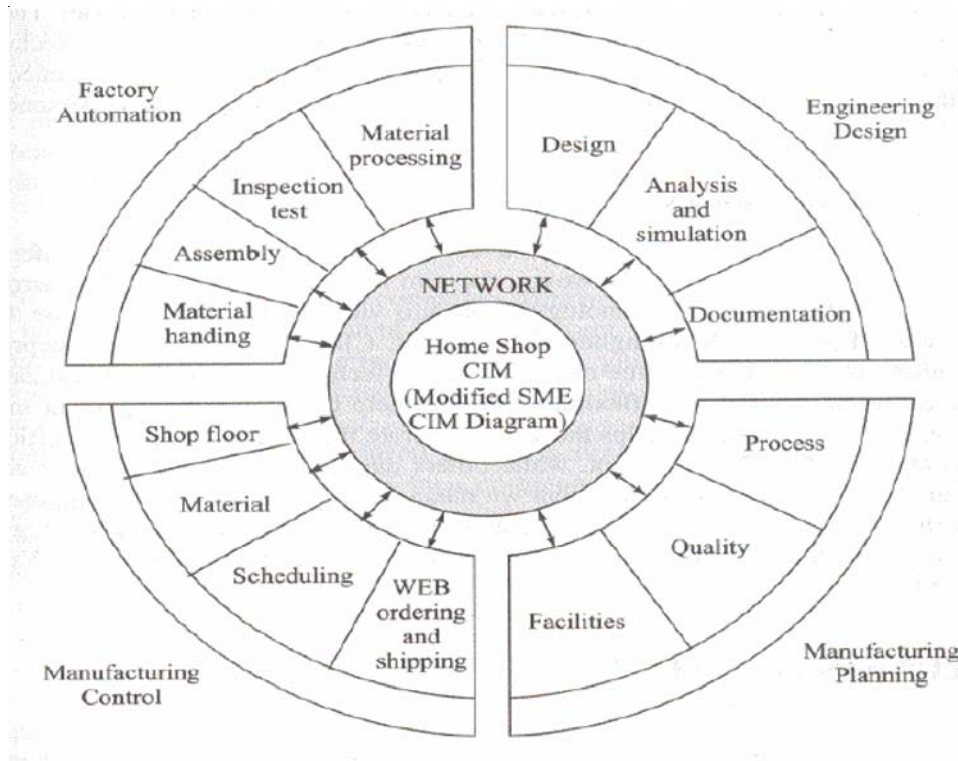 Factory
Automation
Material
processing
Inspection
test
Assembly
Material
handing
Engineering
Design
Design
Analysis
and
simulation
Documentation
NETWORK
Home Shop
CIM
(Modified SME
CIM Diagram)
Shop floor
Material
Scheduling
WEB
ordering
and
shipping
Manufacturing
Control
Process
Quality
Facilities
Manufacturing
Planning